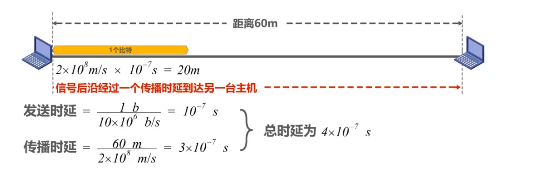 距离60m
1个比特
2×10⁸m/s × 10⁻⁷s = 20m
信号后沿经过一个传播时延到达另一台主机
发送时延 = 1 b / 10×10⁶ b/s = 10⁻⁷ s
总时延为 4×10⁻⁷ s
传播时延 = 60 m / 2×10⁸ m/s = 3×10⁻⁷ s